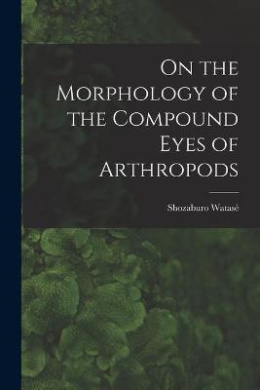 On the
Morphology of
the Compound
Eyes of
Arthropods
Shozaburo Watasé